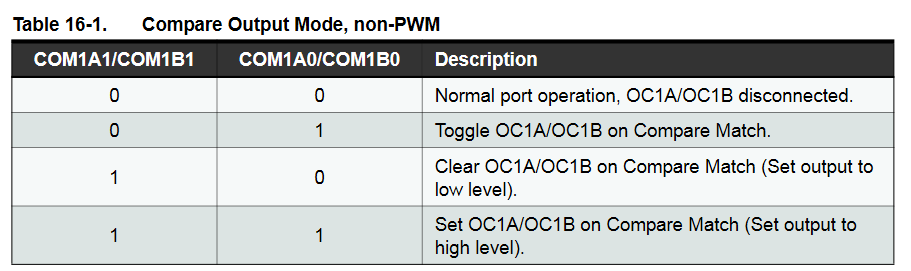 Table 16-1. Compare Output Mode, non-PWM
COM1A1/COM1B1 COM1A0/COM1B0 Description
0 0 Normal port operation, OC1A/OC1B disconnected.
0 1 Toggle OC1A/OC1B on Compare Match.
1 0 Clear OC1A/OC1B on Compare Match (Set output to
low level).
1 1 Set OC1A/OC1B on Compare Match (Set output to
high level).